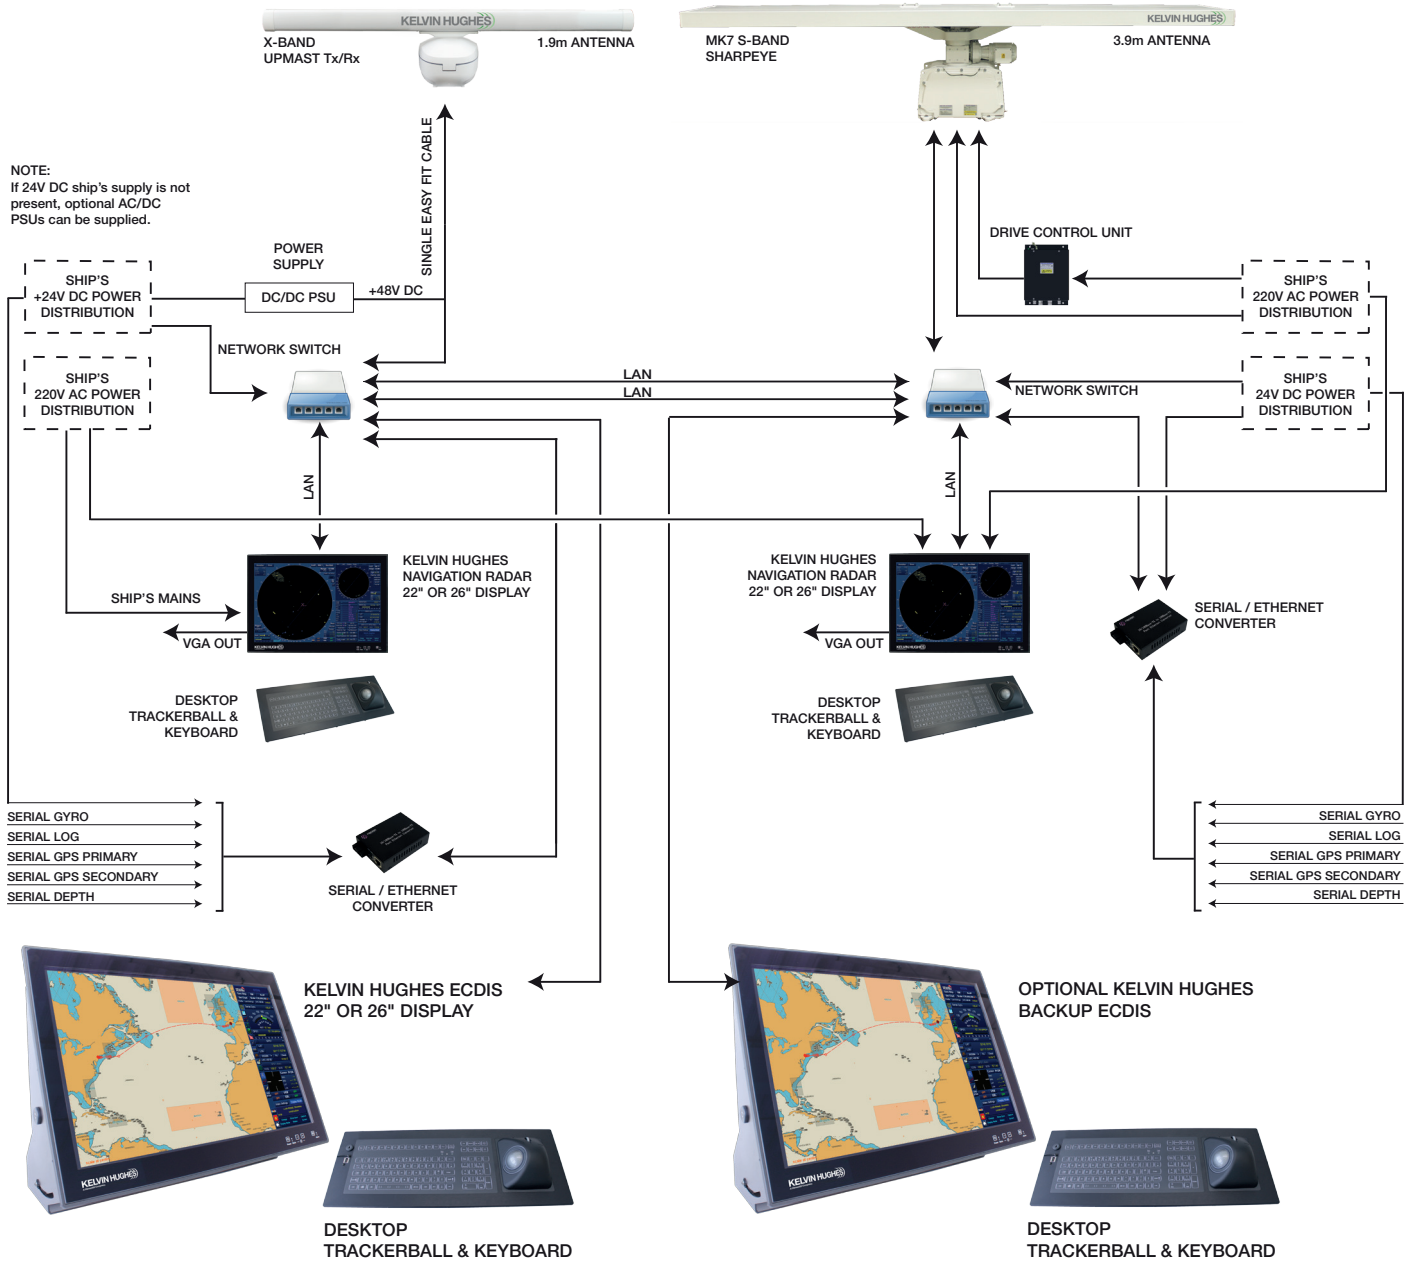 KELVIN HUGHES
X-BAND
UPMAST Tx/Rx
1.9m ANTENNA
KELVIN HUGHES
MK7 S-BAND
SHARPEYE
3.9m ANTENNA
SINGLE EASY FIT CABLE
NOTE:
If 24V DC ship's supply is not
present, optional AC/DC
PSUs can be supplied.
POWER
SUPPLY
DRIVE CONTROL UNIT
SHIP'S
+24V DC POWER
DISTRIBUTION
DC/DC PSU
+48V DC
SHIP'S
220V AC POWER
DISTRIBUTION
NETWORK SWITCH
SHIP'S
220V AC POWER
DISTRIBUTION
LAN
LAN
NETWORK SWITCH
SHIP'S
24V DC POWER
DISTRIBUTION
LAN
LAN
KELVIN HUGHES
NAVIGATION RADAR
22" OR 26" DISPLAY
KELVIN HUGHES
NAVIGATION RADAR
22" OR 26" DISPLAY
SHIP'S MAINS
VGA OUT
KELVIN HUGHES
VGA OUT
KELVIN HUGHES
SERIAL / ETHERNET
CONVERTER
DESKTOP
TRACKERBALL &
KEYBOARD
DESKTOP
TRACKERBALL &
KEYBOARD
SERIAL GYRO
SERIAL LOG
SERIAL GPS PRIMARY
SERIAL GPS SECONDARY
SERIAL DEPTH
SERIAL / ETHERNET
CONVERTER
SERIAL GYRO
SERIAL LOG
SERIAL GPS PRIMARY
SERIAL GPS SECONDARY
SERIAL DEPTH
KELVIN HUGHES ECDIS
22" OR 26" DISPLAY
OPTIONAL KELVIN HUGHES
BACKUP ECDIS
KELVIN HUGHES
KELVIN HUGHES
DESKTOP
TRACKERBALL & KEYBOARD
DESKTOP
TRACKERBALL & KEYBOARD